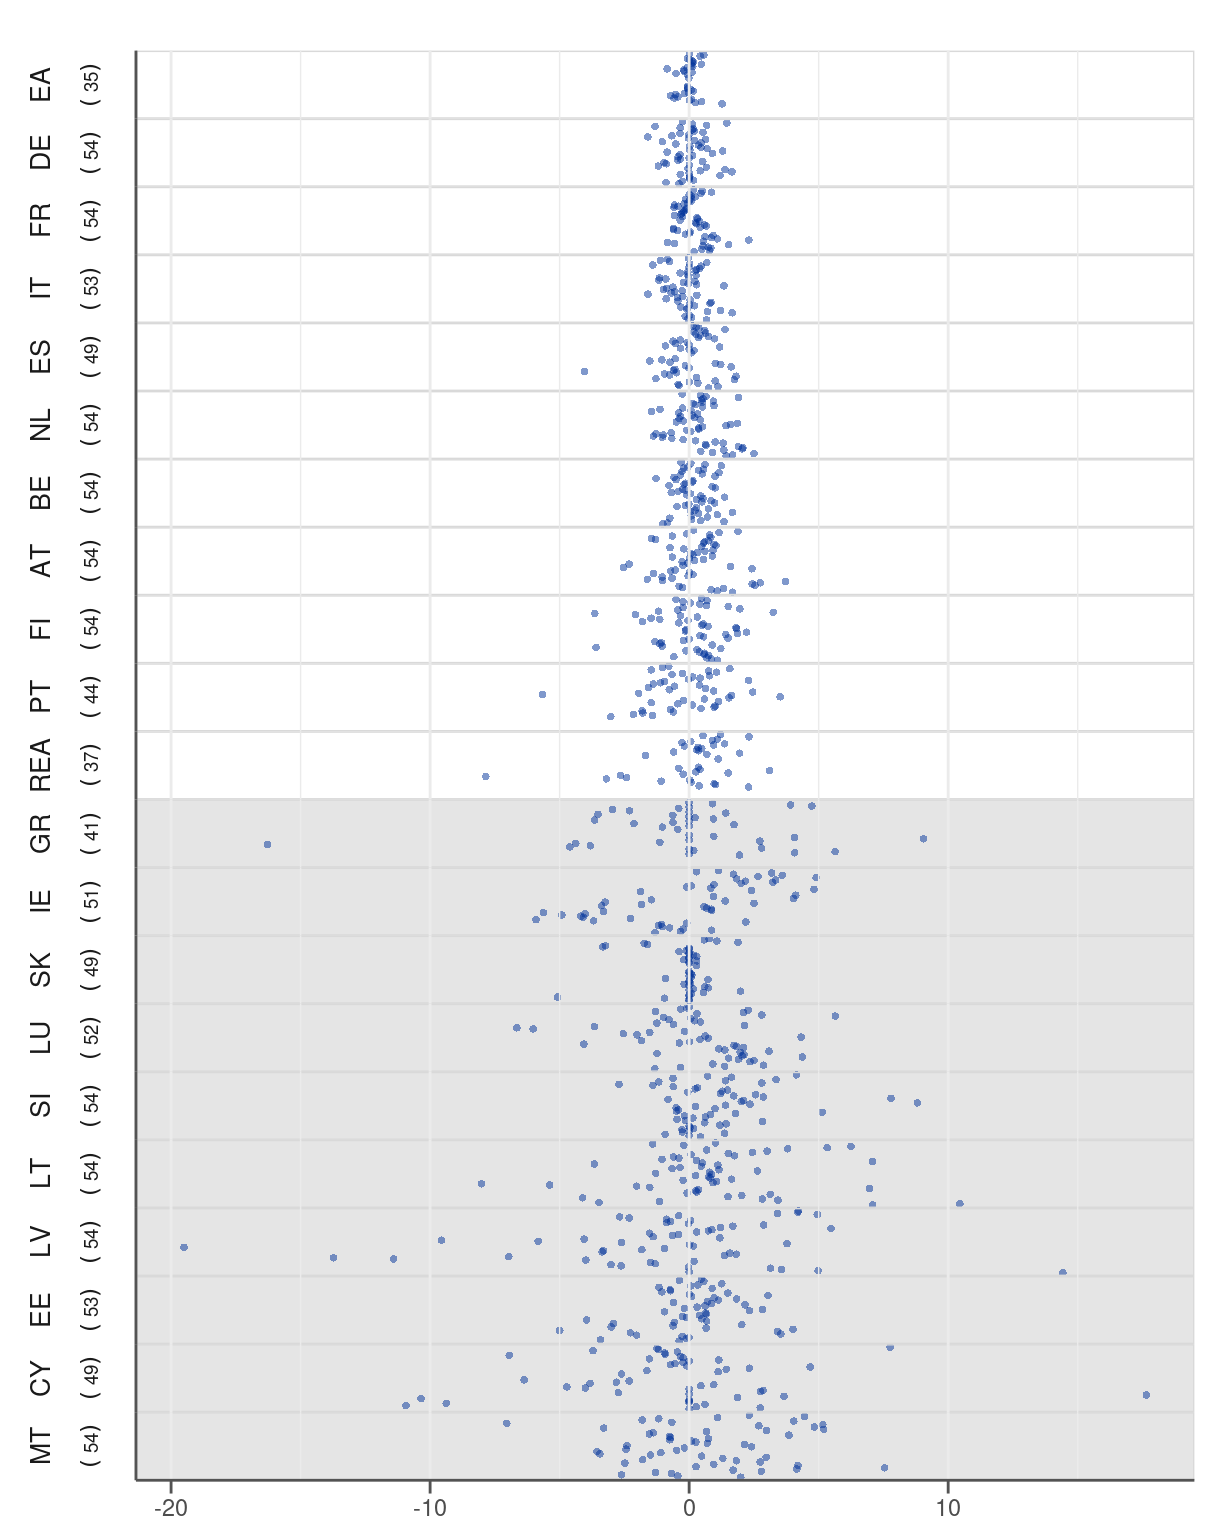 EA ( 35)
DE ( 54)
FR ( 54)
IT ( 53)
ES ( 49)
NL ( 54)
BE ( 54)
AT ( 54)
FI ( 54)
PT ( 44)
REA ( 37)
GR ( 41)
IE ( 51)
SK ( 49)
LU ( 52)
SI ( 54)
LT ( 54)
LV ( 54)
EE ( 53)
CY ( 49)
MT ( 54)
-20 -10 0 10